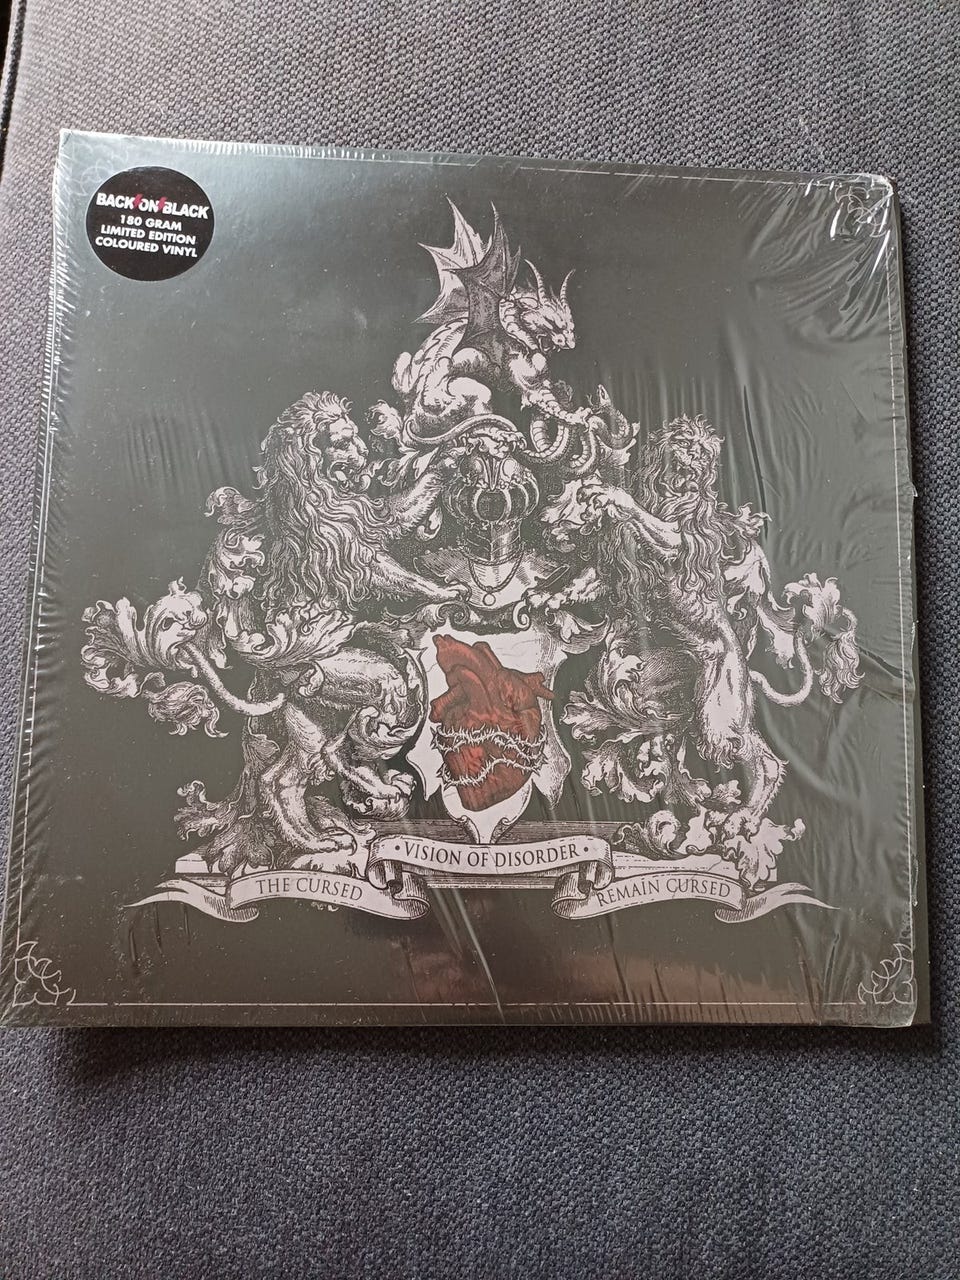 BACK ON BLACK
180 GRAM
LIMITED EDITION
COLOURED VINYL
· VISION OF DISORDER ·
THE CURSED
REMAIN CURSED